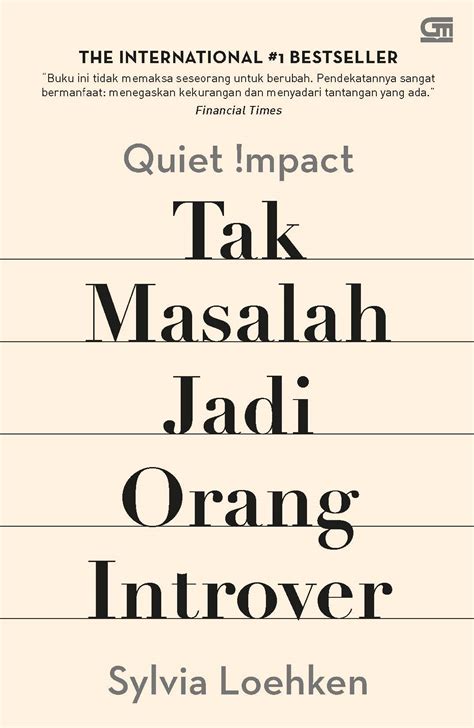 GM
THE INTERNATIONAL #1 BESTSELLER
"Buku ini tidak memaksa seseorang untuk berubah. Pendekatannya sangat
bermanfaat: menegaskan kekurangan dan menyadari tantangan yang ada."
Financial Times
Quiet !mpact
Tak
Masalah
Jadi
Orang
Introver
Sylvia Loehken